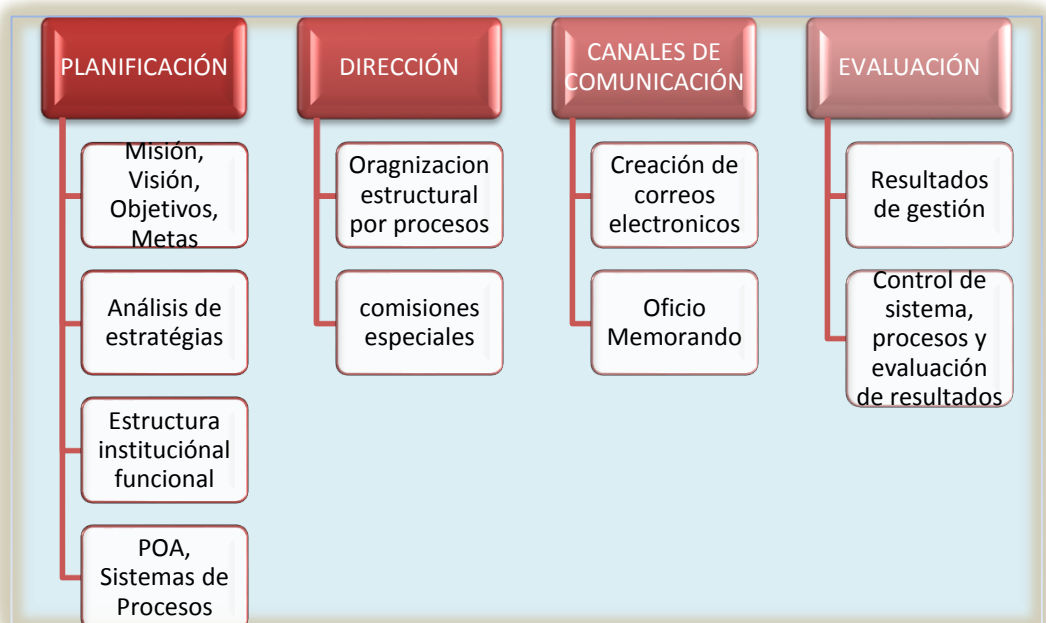 PLANIFICACIÓN
Misión,
Visión,
Objetivos,
Metas
Análisis de
estratégias
Estructura
instituciónal
funcional
POA,
Sistemas de
Procesos
DIRECCIÓN
Oragnizacion
estructural
por procesos
comisiones
especiales
CANALES DE
COMUNICACIÓN
Creación de
correos
electronicos
Oficio
Memorando
EVALUACIÓN
Resultados
de gestión
Control de
sistema,
procesos y
evaluación
de resultados